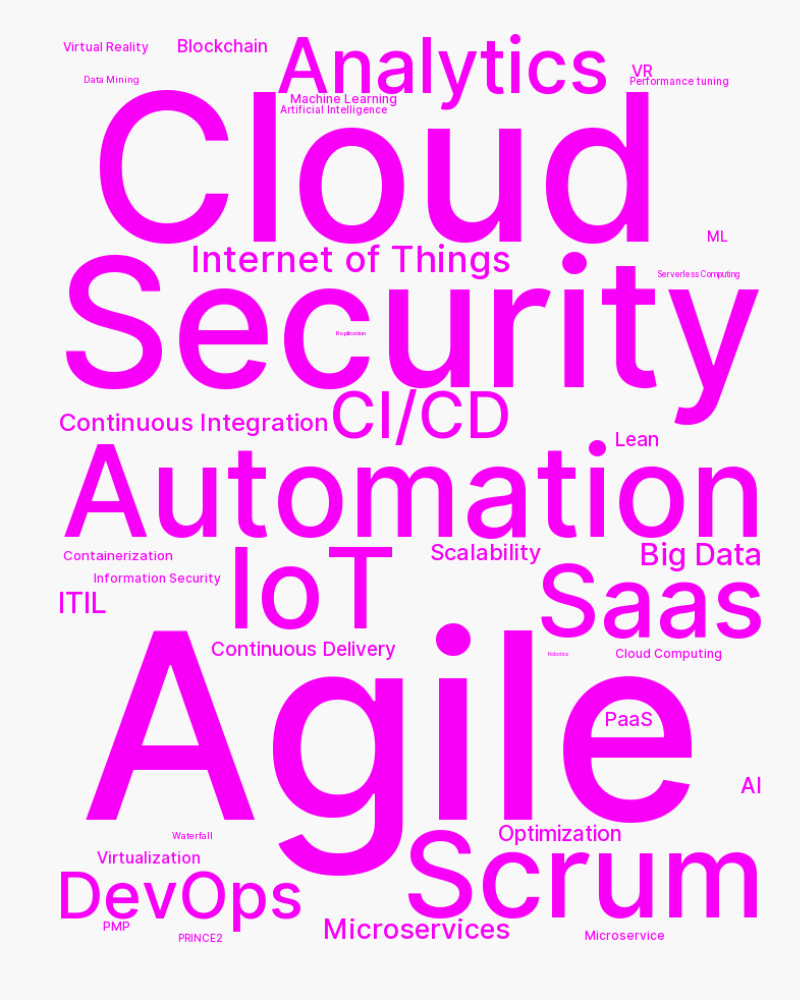 Virtual Reality
Blockchain
Analytics
VR
Data Mining
Performance tuning
Machine Learning
Artificial Intelligence
Cloud
ML
Internet of Things
Serverless Computing
Security
Replication
CI/CD
Continuous Integration
Lean
Automation
Containerization
Scalability
Big Data
Information Security
IoT
ITIL
Saas
Continuous Delivery
Robotics
Cloud Computing
Agile
PaaS
AI
Waterfall
Optimization
Virtualization
Scrum
DevOps
PMP
Microservices
PRINCE2
Microservice